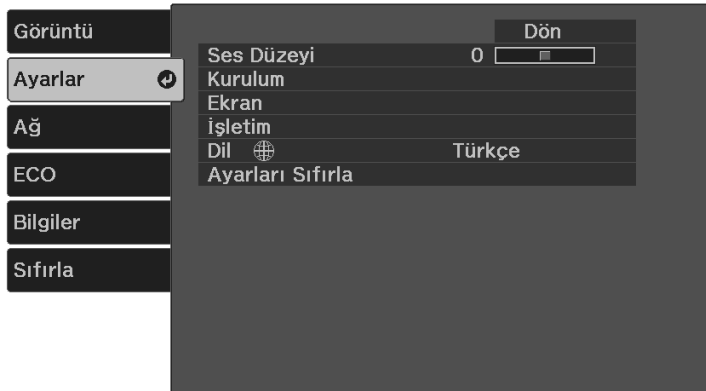 Görüntü
Ayarlar
Ağ
ECO
Bilgiler
Sıfırla
Dön
Ses Düzeyi 0
Kurulum
Ekran
İşletim
Dil Türkçe
Ayarları Sıfırla